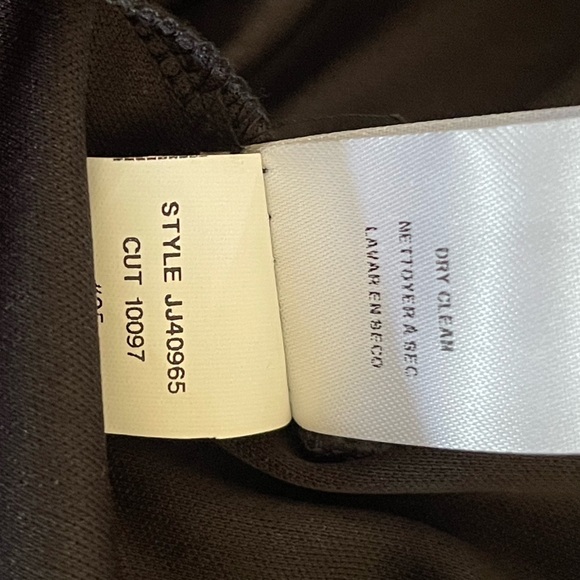 STYLE JJ40965
CUT 10097
DRY CLEAN
NETTOYER A SEC
LAVAR EN SECO